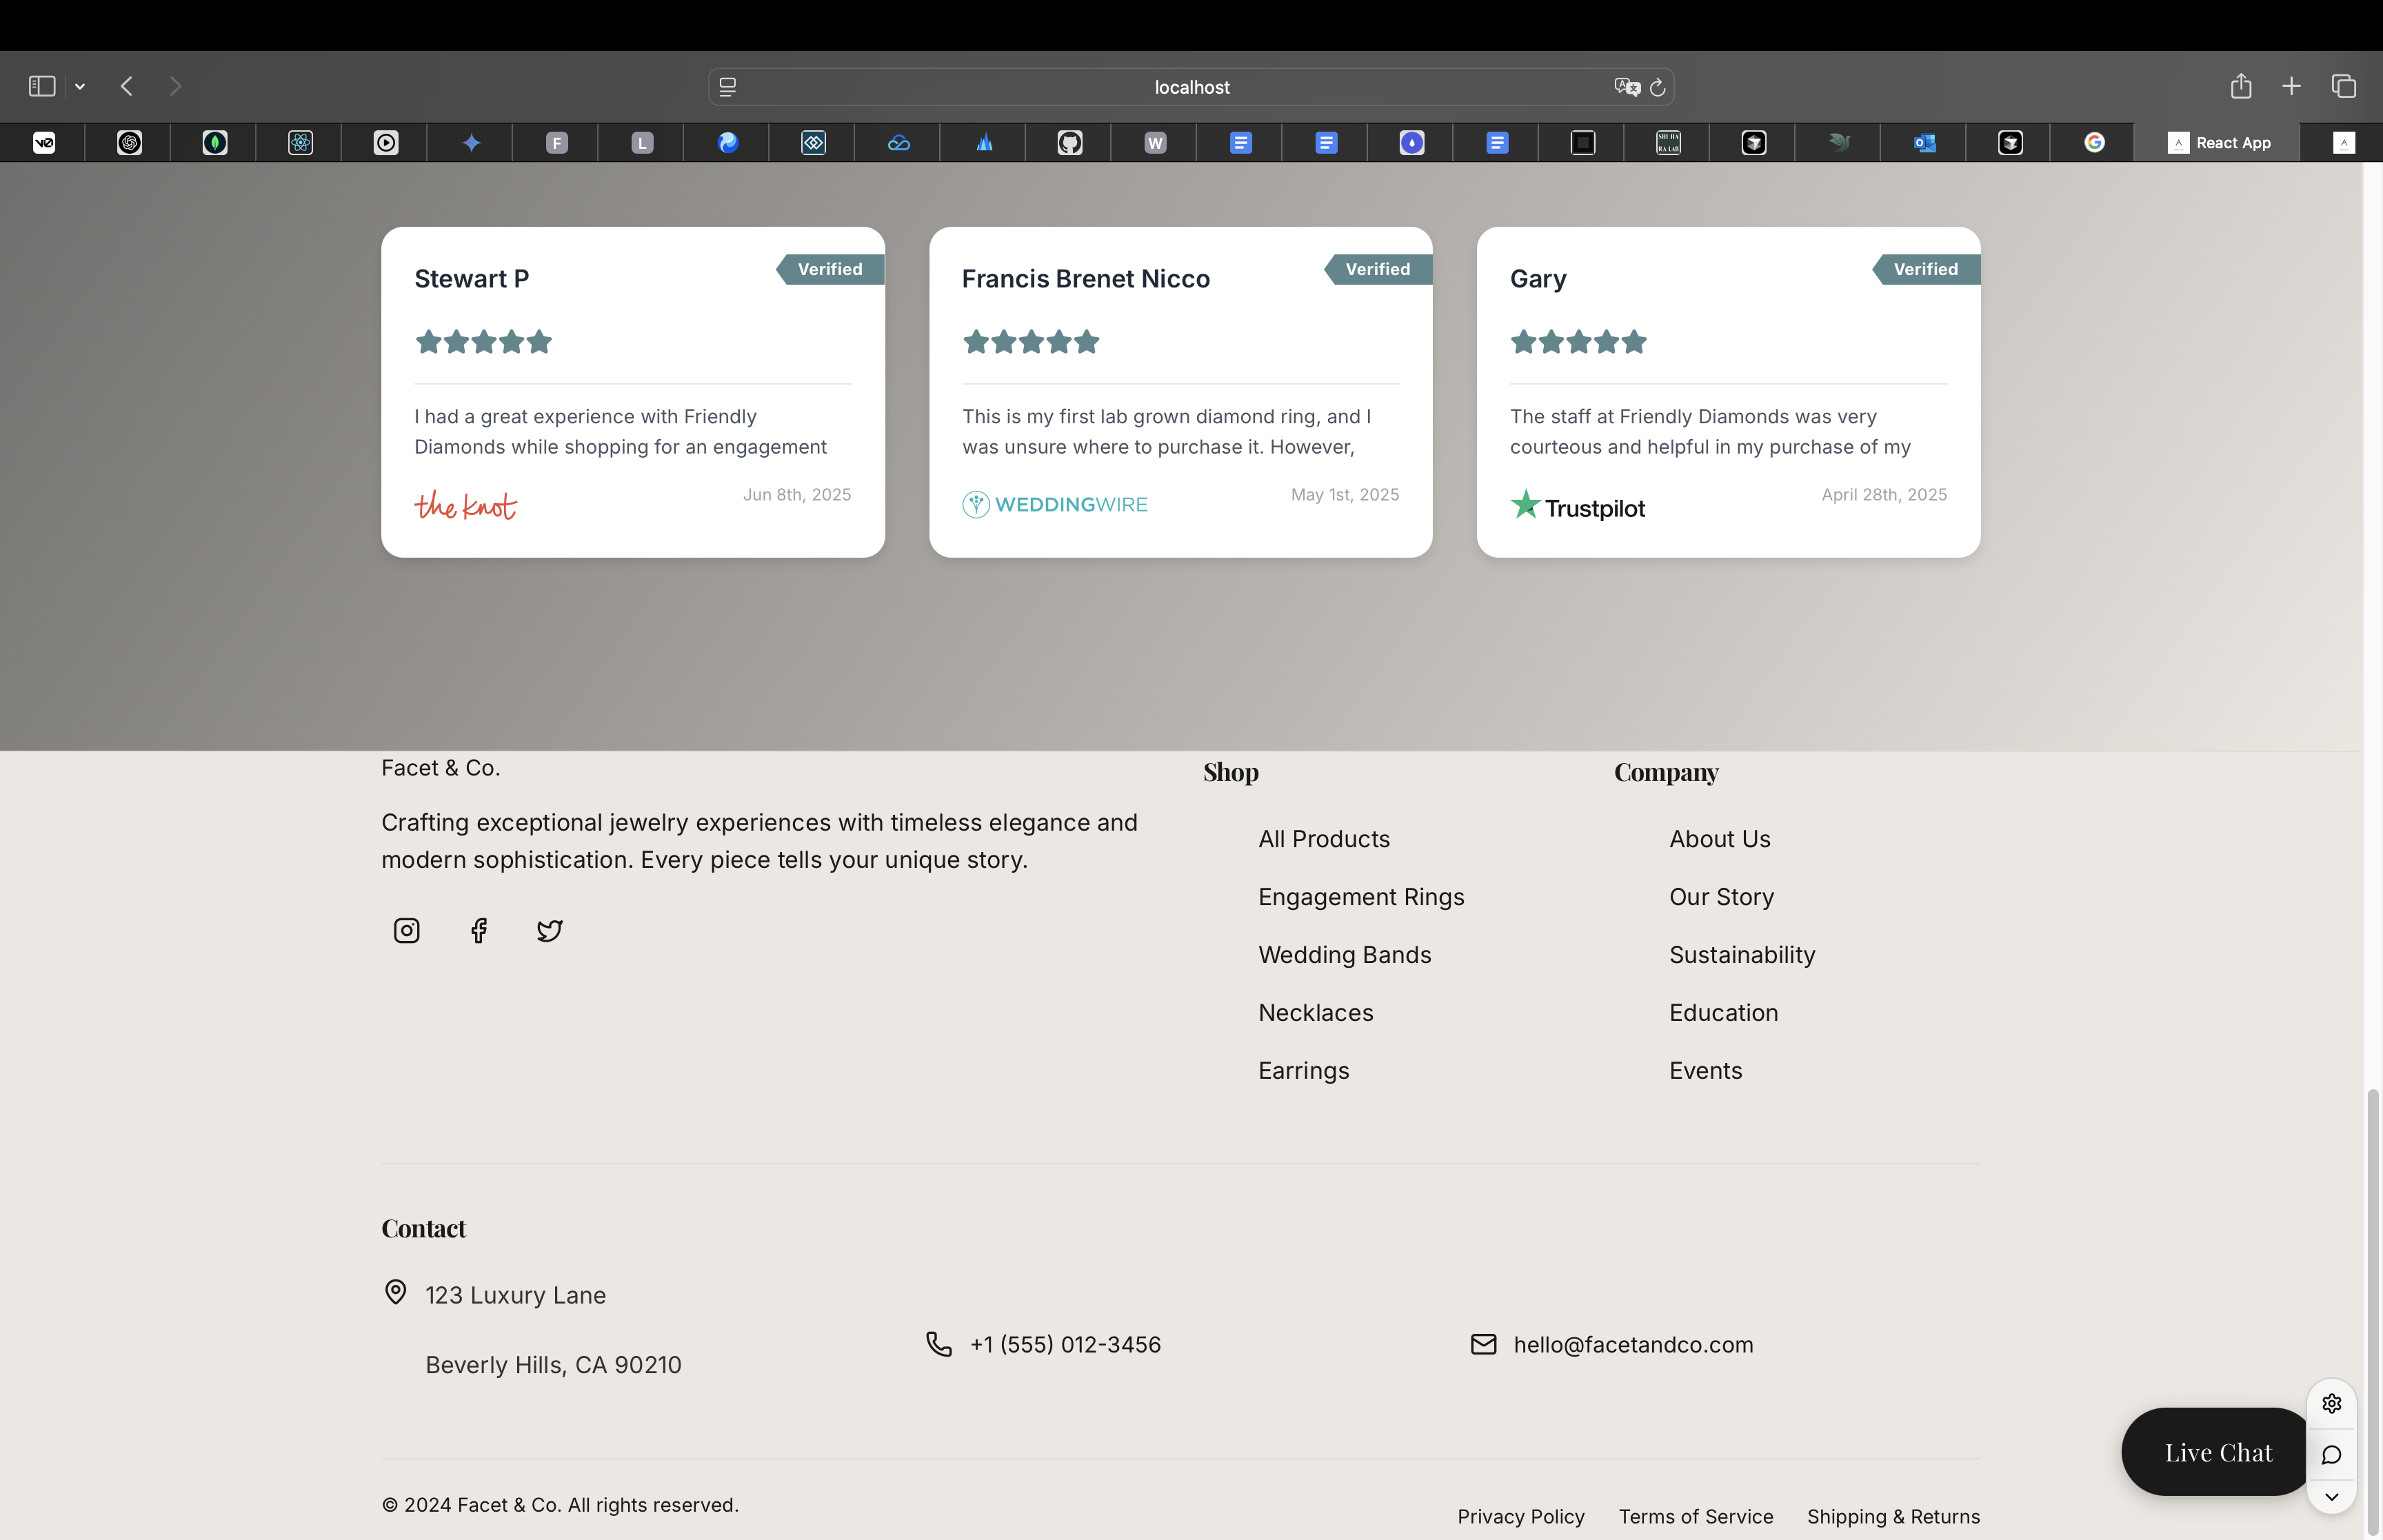 localhost
F
L
W
SHI HA
RA LAB
React App
Stewart P
Verified
I had a great experience with Friendly
Diamonds while shopping for an engagement
the knot
Jun 8th, 2025
Francis Brenet Nicco
Verified
This is my first lab grown diamond ring, and I
was unsure where to purchase it. However,
WEDDINGWIRE
May 1st, 2025
Gary
Verified
The staff at Friendly Diamonds was very
courteous and helpful in my purchase of my
Trustpilot
April 28th, 2025
Facet & Co.
Crafting exceptional jewelry experiences with timeless elegance and
modern sophistication. Every piece tells your unique story.
Shop
All Products
Engagement Rings
Wedding Bands
Necklaces
Earrings
Company
About Us
Our Story
Sustainability
Education
Events
Contact
123 Luxury Lane
Beverly Hills, CA 90210
+1 (555) 012-3456
hello@facetandco.com
Live Chat
© 2024 Facet & Co. All rights reserved.
Privacy Policy
Terms of Service
Shipping & Returns